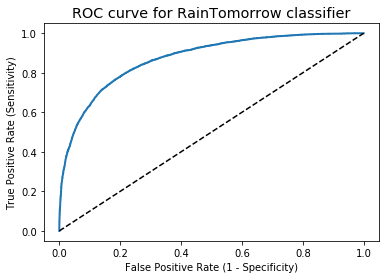 ROC curve for RainTomorrow classifier
1.0
0.8
0.6
0.4
0.2
0.0
True Positive Rate (Sensitivity)
0.0 0.2 0.4 0.6 0.8 1.0
False Positive Rate (1 - Specificity)